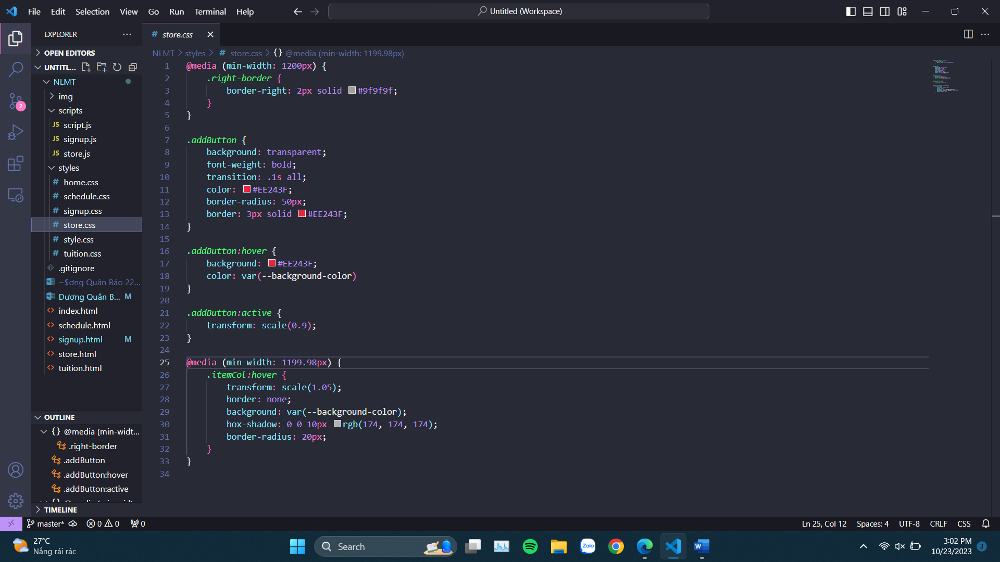 File Edit Selection View Go Run Terminal Help
Untitled (Workspace)
EXPLORER
OPEN EDITORS
UNTITL...
NLMT
img
scripts
JS script.js
JS signup.js
JS store.js
styles
# home.css
# schedule.css
# signup.css
# store.css
# style.css
# tuition.css
.gitignore
~$ơng Quân Bảo 22...
Dương Quân B... M
<> index.html
<> schedule.html
<> signup.html M
<> store.html
<> tuition.html
OUTLINE
{} @media (min-widt...
.right-border
.addButton
.addButton:hover
.addButton:active
TIMELINE
2
# store.css
NLMT > styles > # store.css > {} @media (min-width: 1199.98px)
1 @media (min-width: 1200px) {
2 .right-border {
3 border-right: 2px solid #9f9f9f;
4 }
5 }
6
7 .addButton {
8 background: transparent;
9 font-weight: bold;
10 transition: .1s all;
11 color: #EE243F;
12 border-radius: 50px;
13 border: 3px solid #EE243F;
14 }
15
16 .addButton:hover {
17 background: #EE243F;
18 color: var(--background-color)
19 }
20
21 .addButton:active {
22 transform: scale(0.9);
23 }
24
25 @media (min-width: 1199.98px) {
26 .itemCol:hover {
27 transform: scale(1.05);
28 border: none;
29 background: var(--background-color);
30 box-shadow: 0 0 10px rgb(174, 174, 174);
31 border-radius: 20px;
32 }
33 }
34
master* 0 0 0
Ln 25, Col 12 Spaces: 4 UTF-8 CRLF CSS
27°C
Nắng rải rác
Search
Zalo
W
3:02 PM
10/23/2023
3